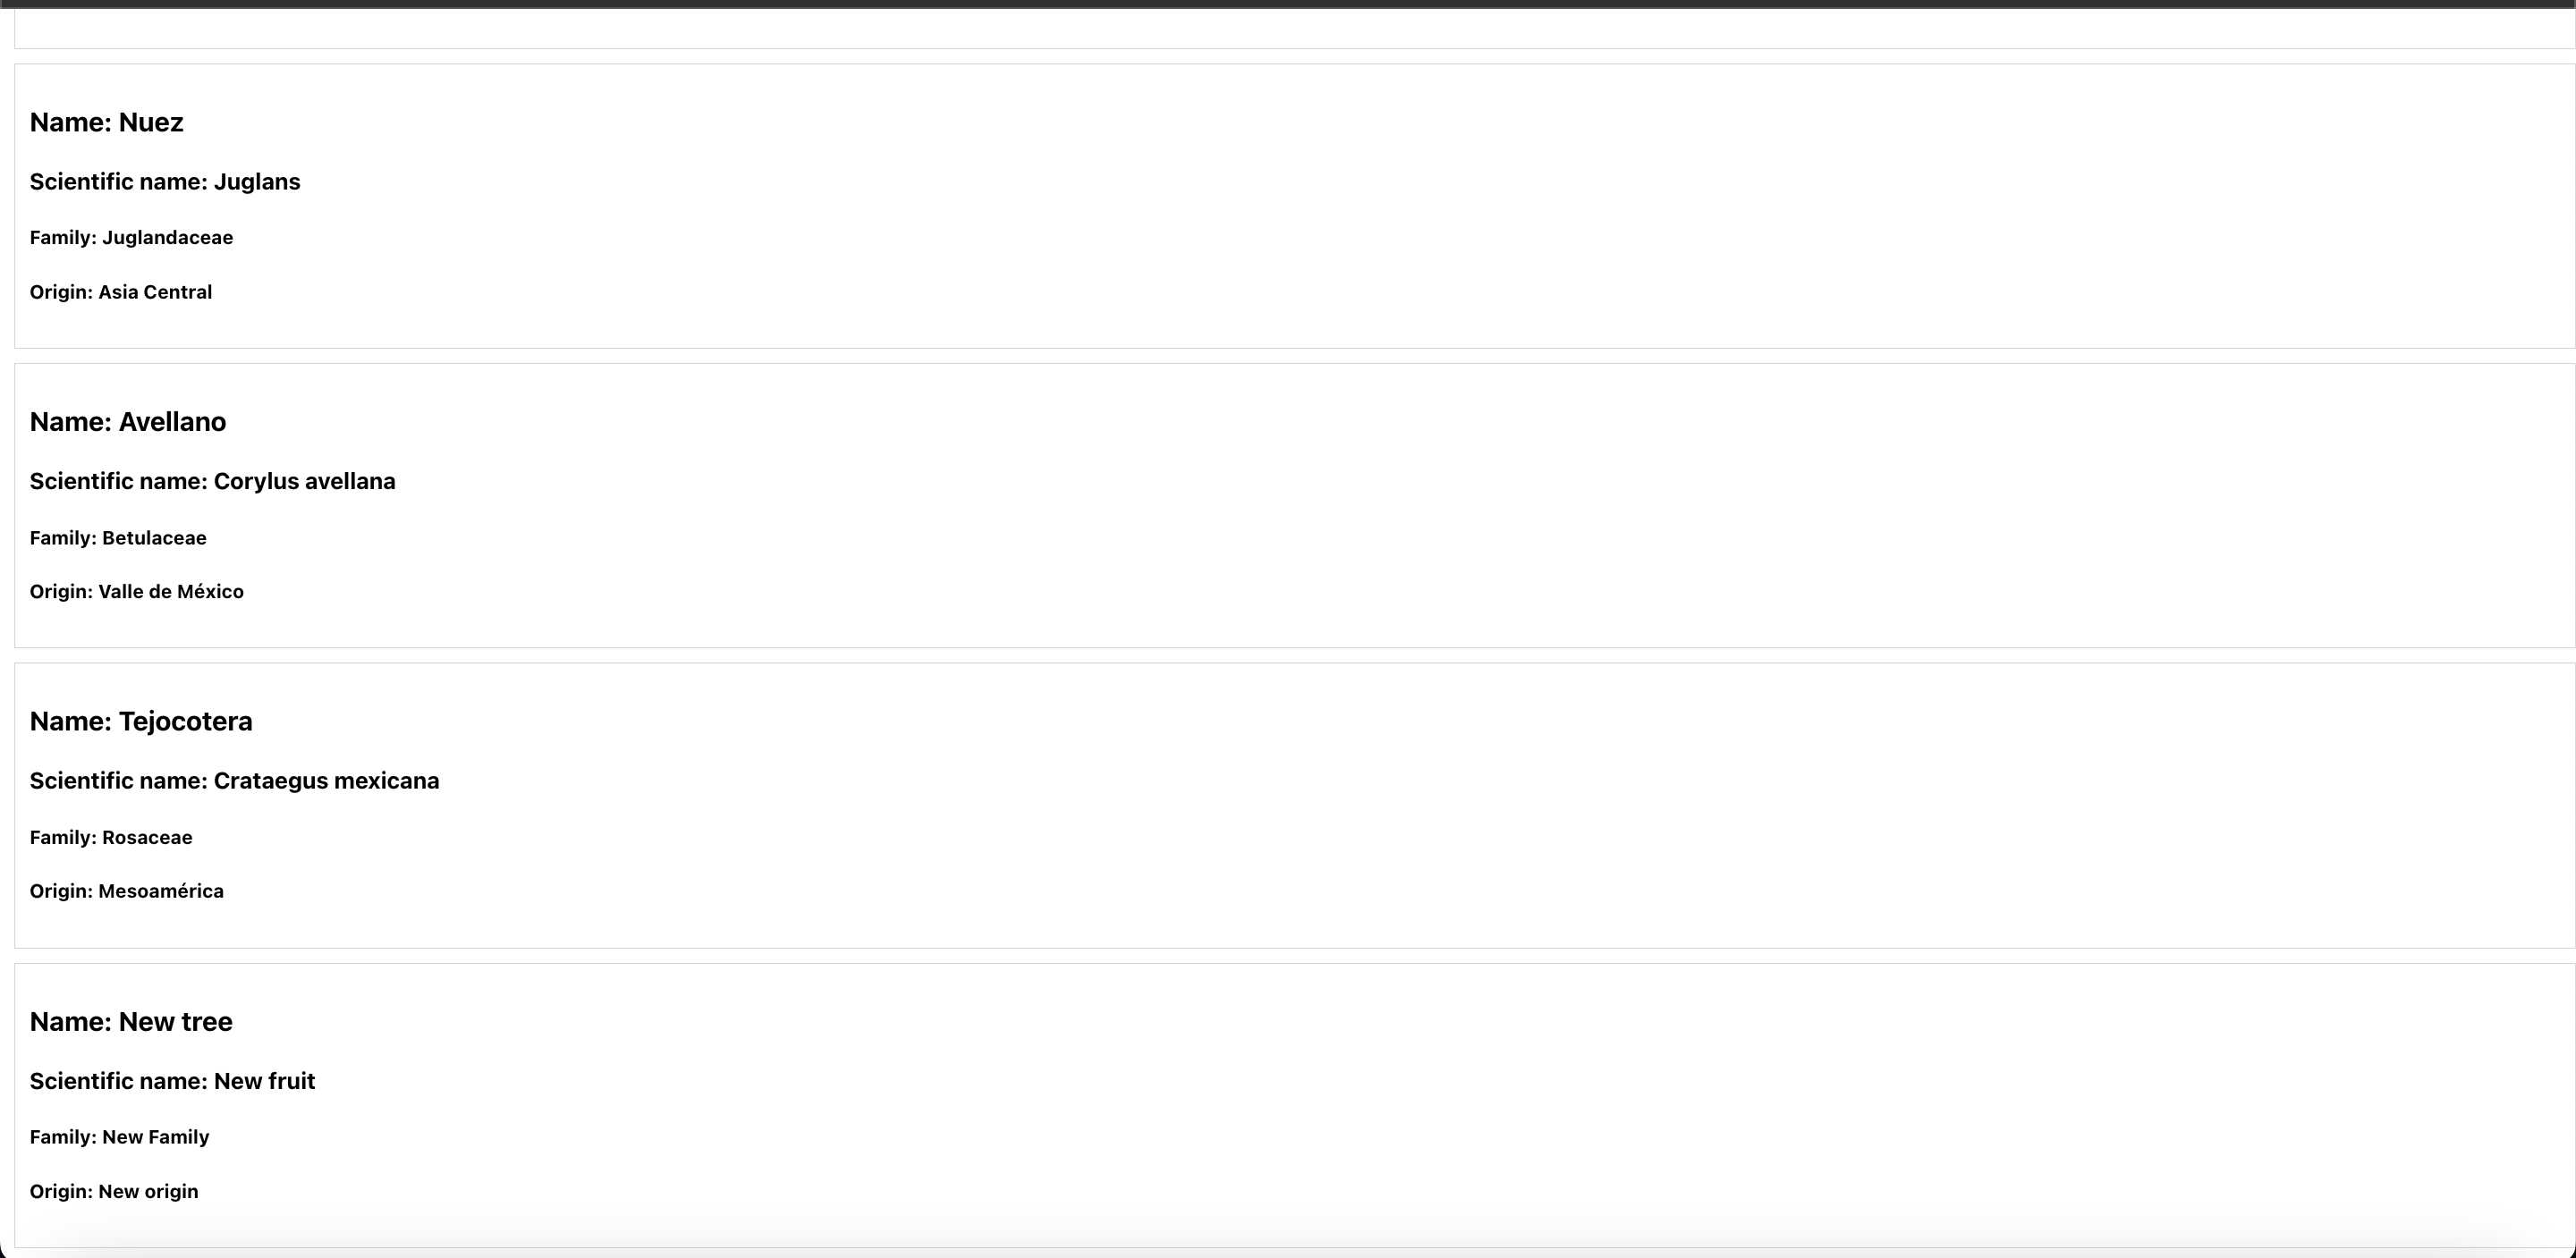 Name: Nuez
Scientific name: Juglans
Family: Juglandaceae
Origin: Asia Central
Name: Avellano
Scientific name: Corylus avellana
Family: Betulaceae
Origin: Valle de México
Name: Tejocotera
Scientific name: Crataegus mexicana
Family: Rosaceae
Origin: Mesoamérica
Name: New tree
Scientific name: New fruit
Family: New Family
Origin: New origin